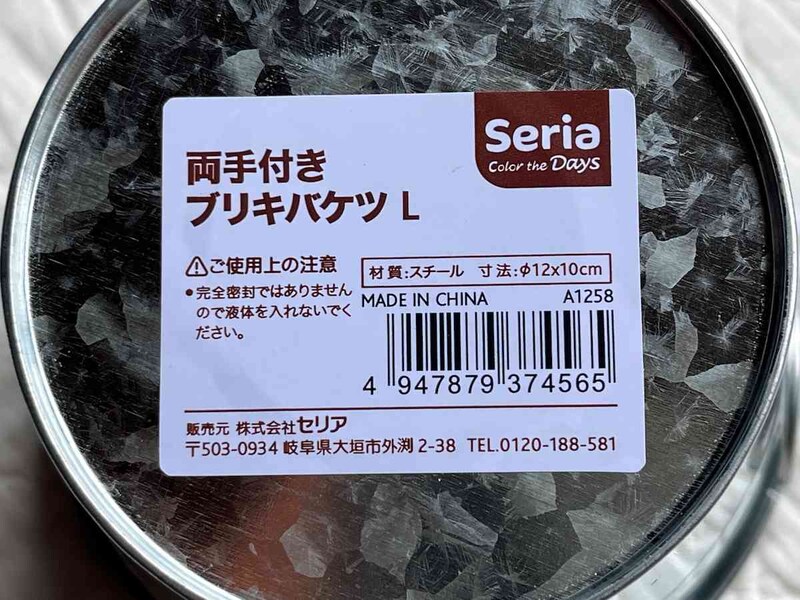 Seria
Color the Days
両手付き
ブリキバケツ L
⚠ご使用上の注意
•完全密封ではありません
ので液体を入れないでく
ださい。
材質:スチール 寸法:φ12x10cm
MADE IN CHINA A1258
4 947879 374565
販売元 株式会社セリア
〒503-0934 岐阜県大垣市外渕 2-38 TEL.0120-188-581